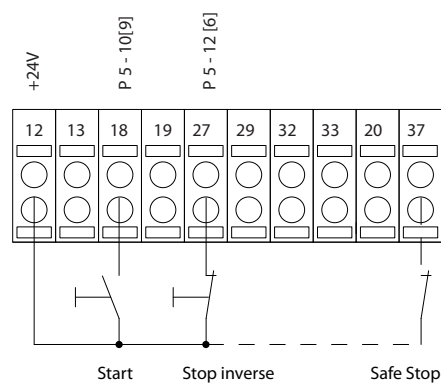 +24V
P 5 - 10[9]
P 5 - 12 [6]
12 13 18 19 27 29 32 33 20 37
Start Stop inverse Safe Stop